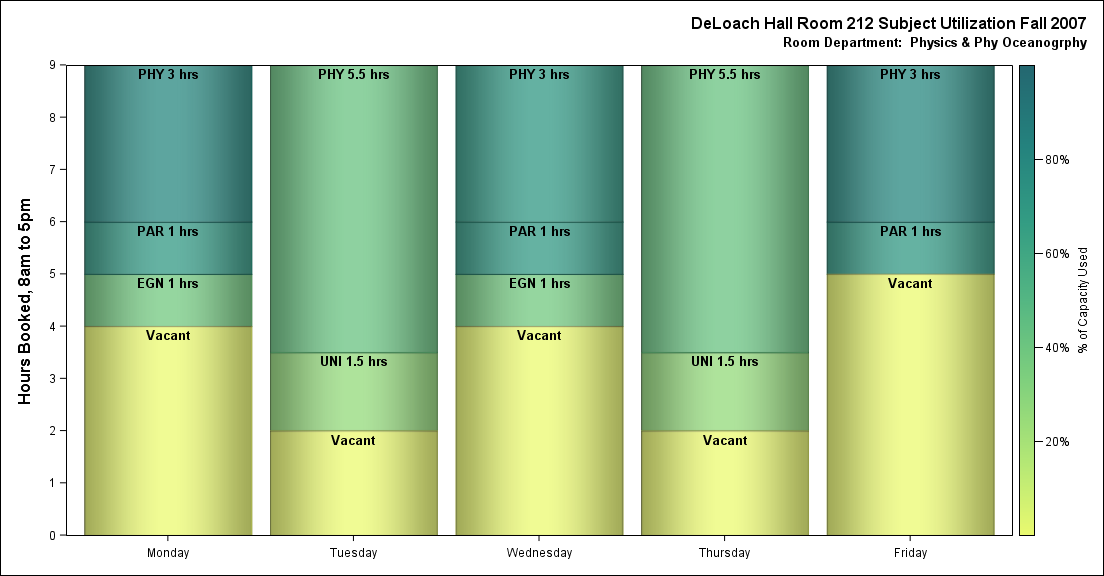 DeLoach Hall Room 212 Subject Utilization Fall 2007
Room Department:  Physics & Phy Oceanogrphy
Hours Booked, 8am to 5pm
9
8
7
6
5
4
3
2
1
0
PHY 3 hrs
PAR 1 hrs
EGN 1 hrs
Vacant
PHY 5.5 hrs
UNI 1.5 hrs
Vacant
PHY 3 hrs
PAR 1 hrs
EGN 1 hrs
Vacant
PHY 5.5 hrs
UNI 1.5 hrs
Vacant
PHY 3 hrs
PAR 1 hrs
Vacant
Monday
Tuesday
Wednesday
Thursday
Friday
80%
60%
40%
20%
% of Capacity Used